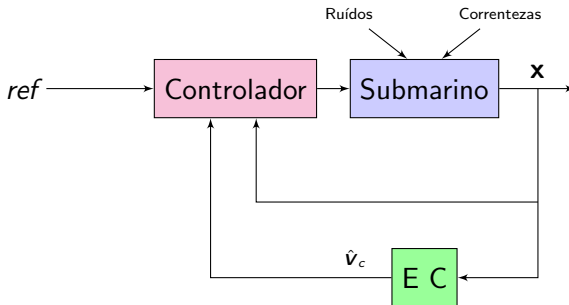 Ruídos
Correntezas
ref
Controlador
Submarino
x
v̂c
E C